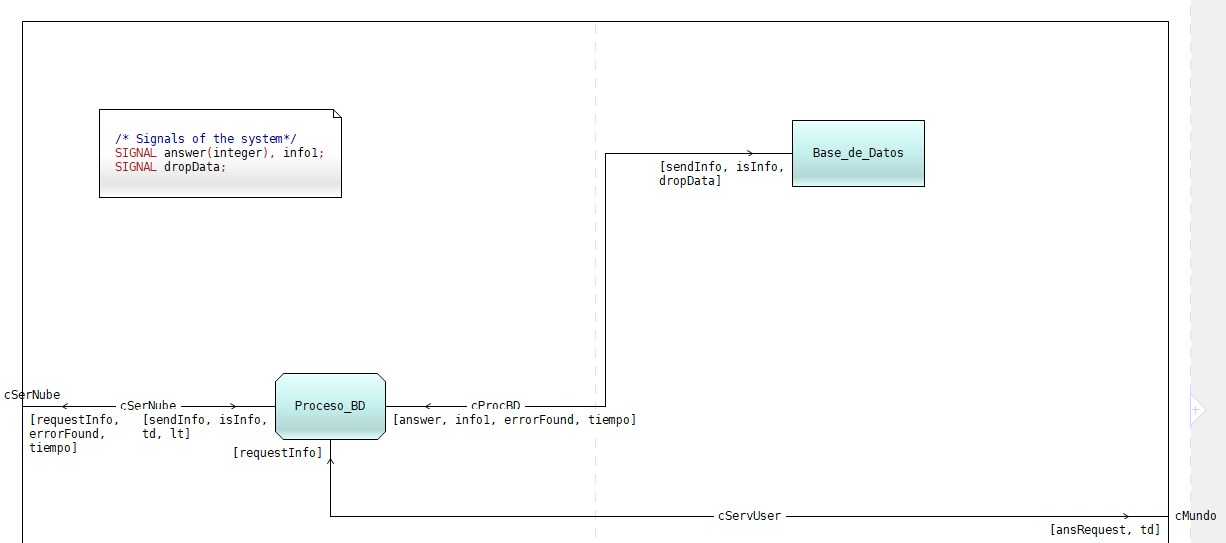 /* Signals of the system*/
SIGNAL answer(integer), info1;
SIGNAL dropData;
Base_de_Datos
[sendInfo, isInfo,
dropData]
cSerNube
cSerNube
Proceso_BD
cProcBD
[requestInfo,
errorFound,
tiempo]
[sendInfo, isInfo,
td, lt]
[answer, info1, errorFound, tiempo]
[requestInfo]
cServUser
cMundo
[ansRequest, td]